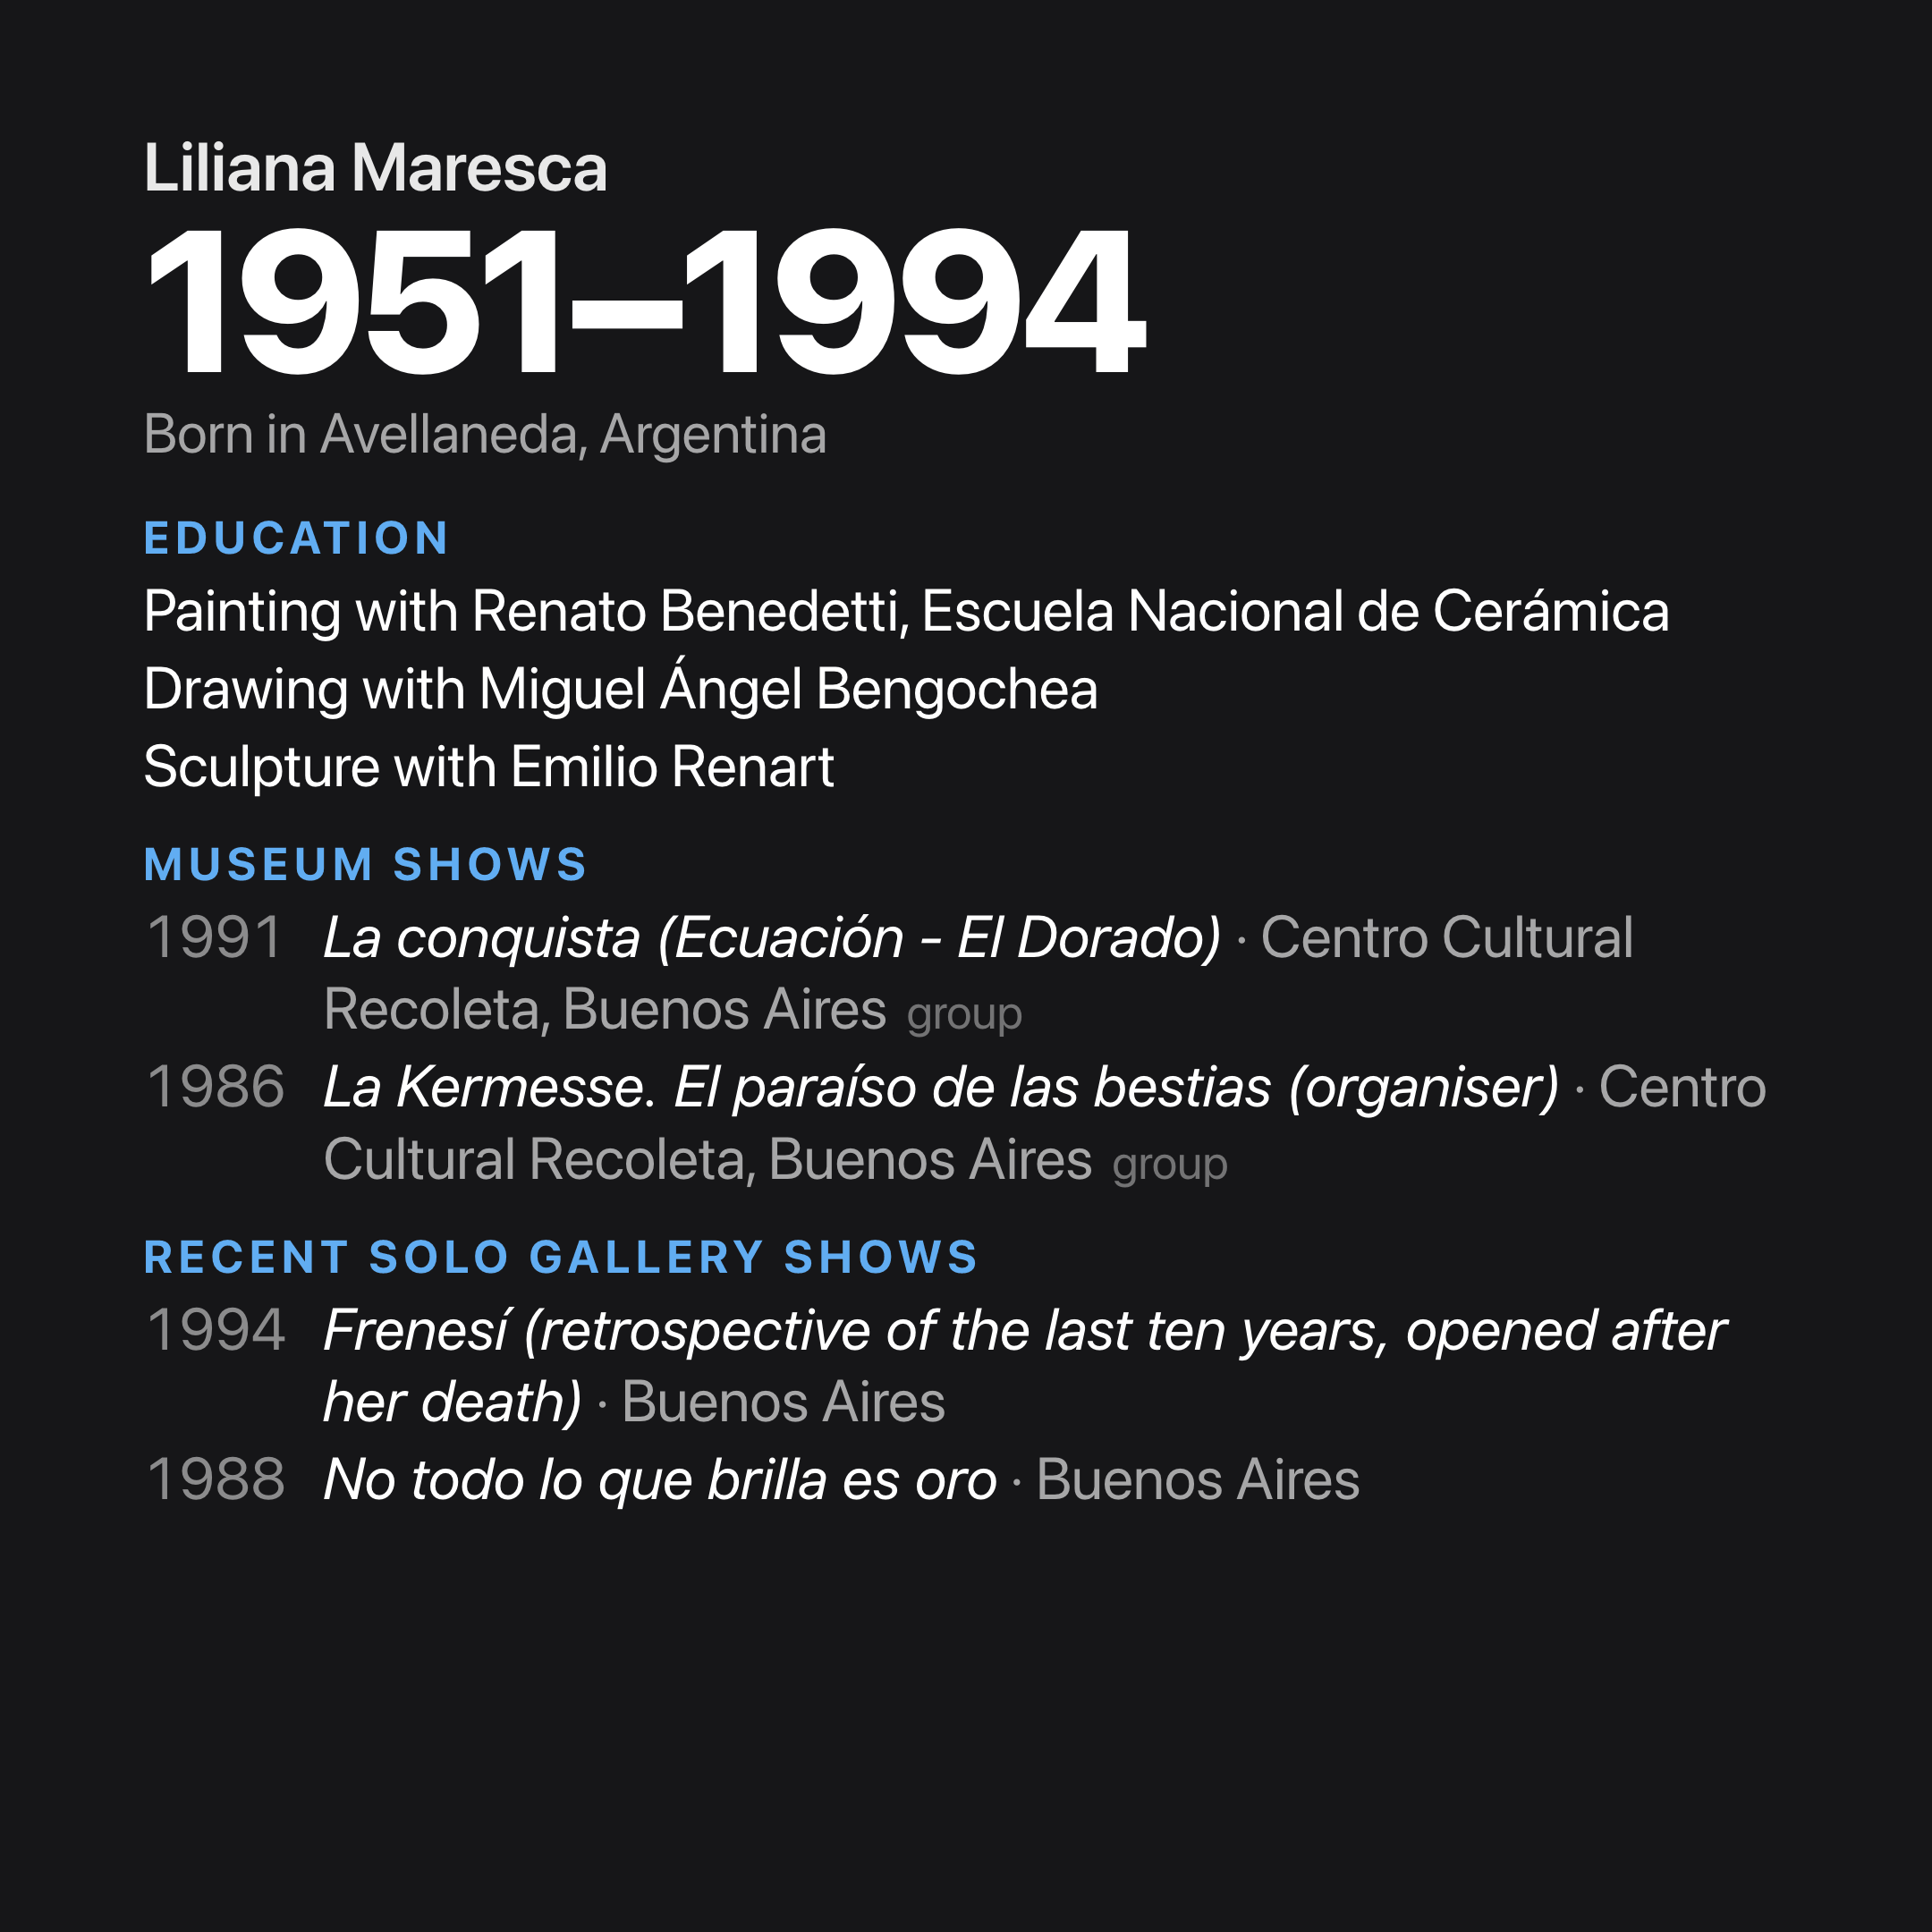 Liliana Maresca
1951–1994
Born in Avellaneda, Argentina
EDUCATION
Painting with Renato Benedetti, Escuela Nacional de Cerámica
Drawing with Miguel Ángel Bengochea
Sculpture with Emilio Renart
MUSEUM SHOWS
1991 La conquista (Ecuación - El Dorado) · Centro Cultural
Recoleta, Buenos Aires group
1986 La Kermesse. El paraíso de las bestias (organiser) · Centro
Cultural Recoleta, Buenos Aires group
RECENT SOLO GALLERY SHOWS
1994 Frenesí (retrospective of the last ten years, opened after
her death) · Buenos Aires
1988 No todo lo que brilla es oro · Buenos Aires